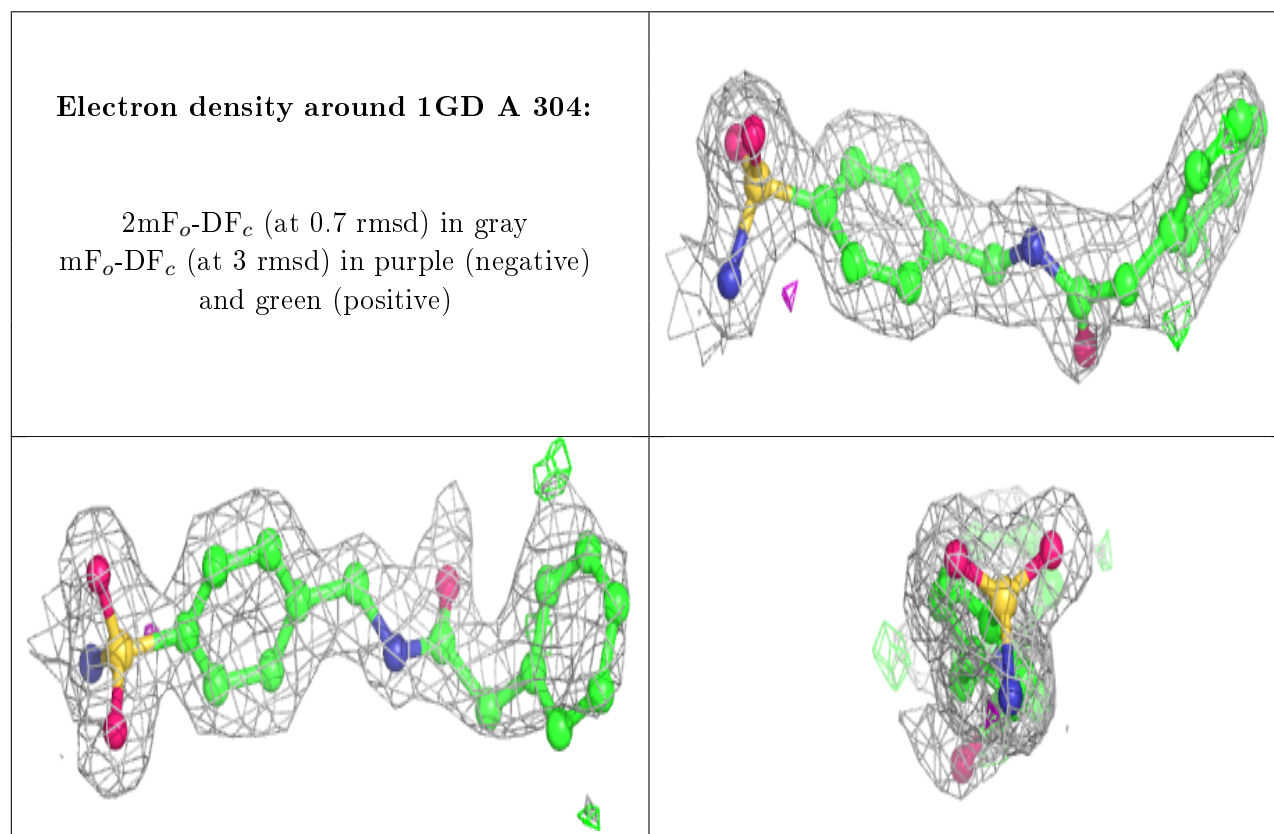 Electron density around 1GD A 304:
2mFo-DFc (at 0.7 rmsd) in gray
mFo-DFc (at 3 rmsd) in purple (negative)
and green (positive)